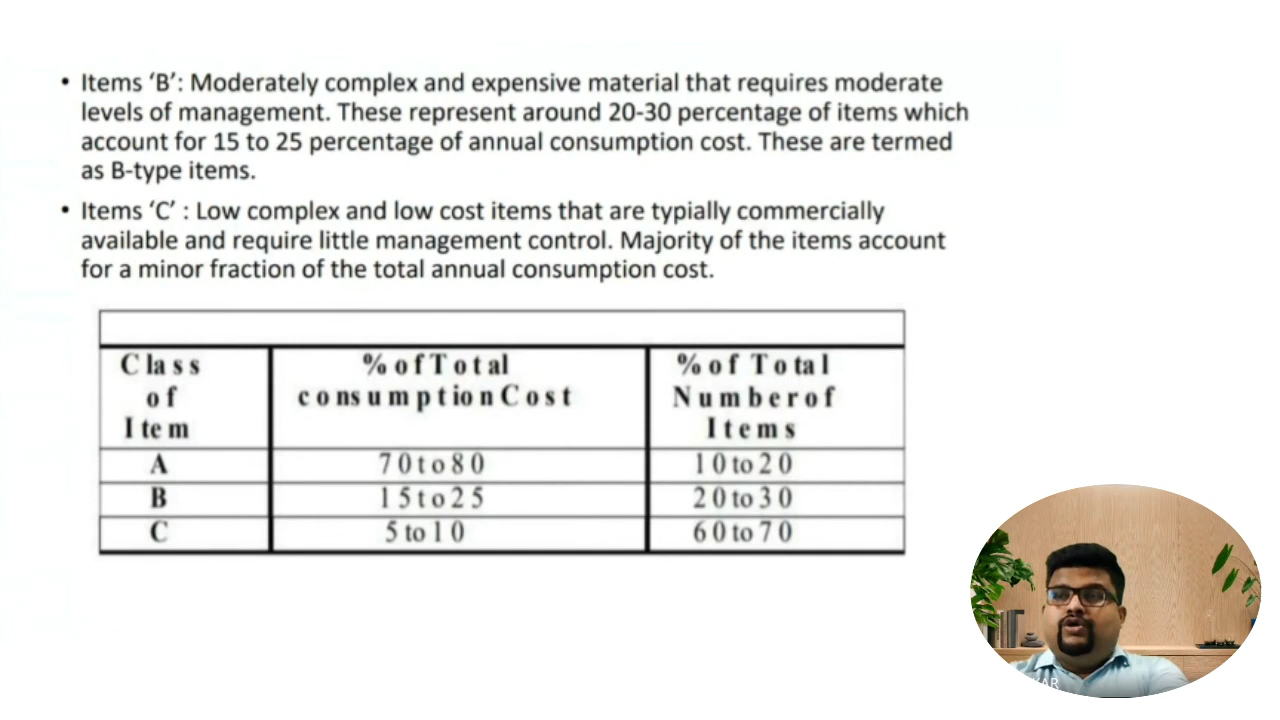 • Items ‘B’: Moderately complex and expensive material that requires moderate
levels of management. These represent around 20-30 percentage of items which
account for 15 to 25 percentage of annual consumption cost. These are termed
as B-type items.
• Items ‘C’ : Low complex and low cost items that are typially commercially
available and require little management control. Majority of the items account
for a minor fraction of the total annual consumption cost.
Class of Item % of Total consumption Cost % of Total Number of Items
A 70 to 80 10 to 20
B 15 to 25 20 to 30
C 5 to 10 60 to 70